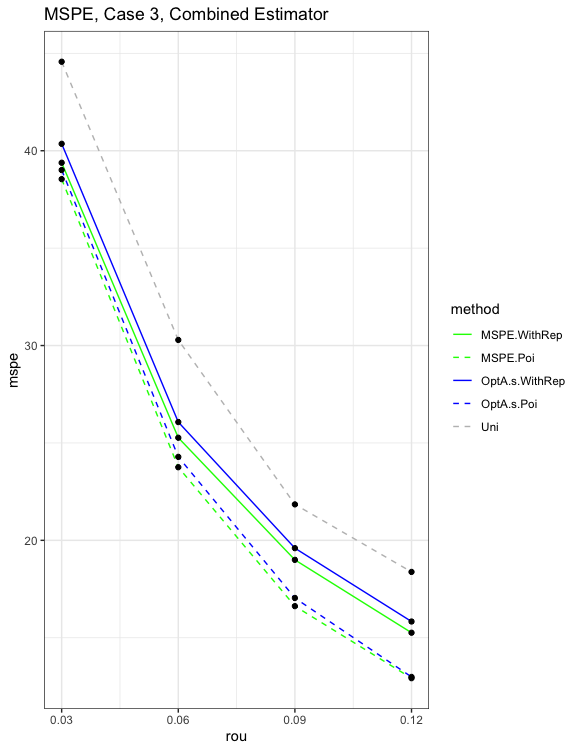 MSPE, Case 3, Combined Estimator
mspe
40
30
20
0.03 0.06 0.09 0.12
rou
method
MSPE.WithRep
MSPE.Poi
OptA.s.WithRep
OptA.s.Poi
Uni